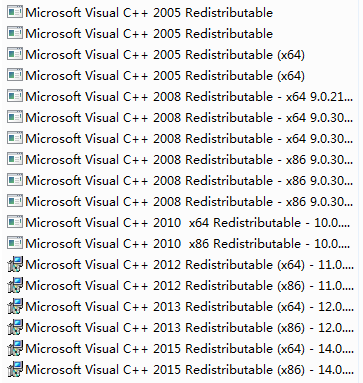 Microsoft Visual C++ 2005 Redistributable
Microsoft Visual C++ 2005 Redistributable
Microsoft Visual C++ 2005 Redistributable (x64)
Microsoft Visual C++ 2005 Redistributable (x64)
Microsoft Visual C++ 2008 Redistributable - x64 9.0.21...
Microsoft Visual C++ 2008 Redistributable - x64 9.0.30...
Microsoft Visual C++ 2008 Redistributable - x64 9.0.30...
Microsoft Visual C++ 2008 Redistributable - x86 9.0.30...
Microsoft Visual C++ 2008 Redistributable - x86 9.0.30...
Microsoft Visual C++ 2008 Redistributable - x86 9.0.30...
Microsoft Visual C++ 2010  x64 Redistributable - 10.0....
Microsoft Visual C++ 2010  x86 Redistributable - 10.0....
Microsoft Visual C++ 2012 Redistributable (x64) - 11.0....
Microsoft Visual C++ 2012 Redistributable (x86) - 11.0....
Microsoft Visual C++ 2013 Redistributable (x64) - 12.0....
Microsoft Visual C++ 2013 Redistributable (x86) - 12.0....
Microsoft Visual C++ 2015 Redistributable (x64) - 14.0....
Microsoft Visual C++ 2015 Redistributable (x86) - 14.0....